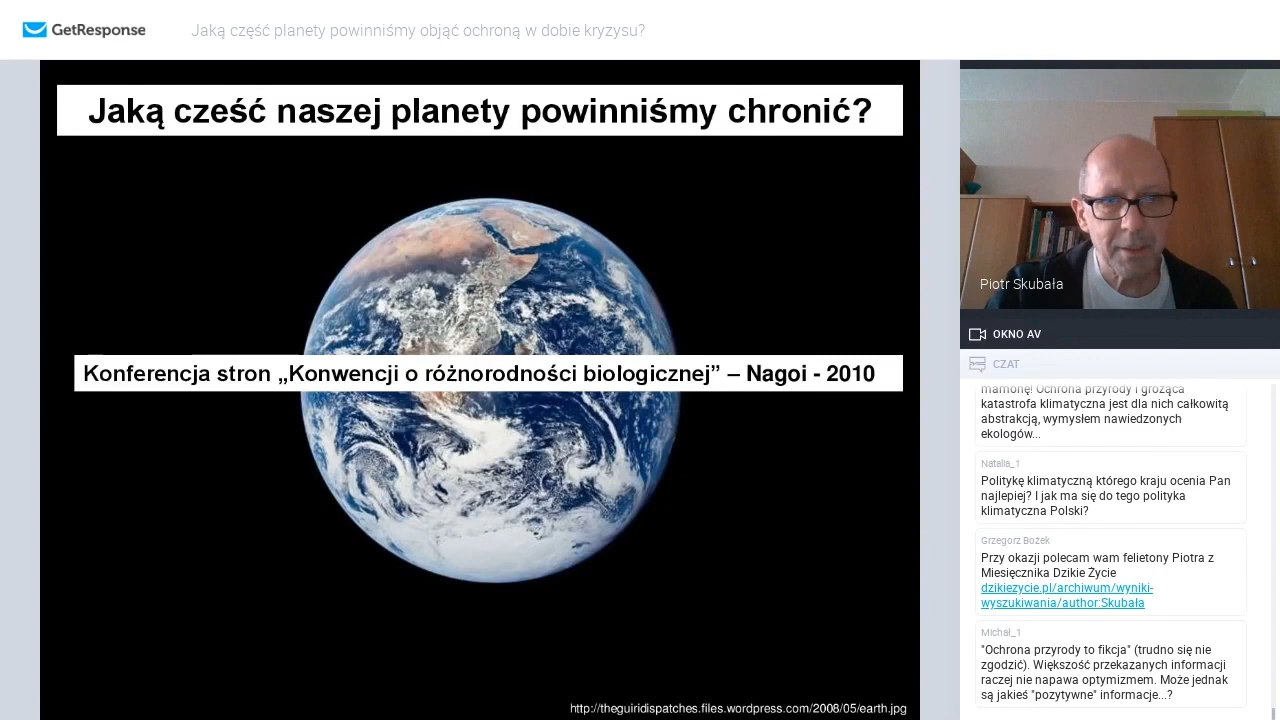 GetResponse
Jaką część planety powinniśmy objąć ochroną w dobie kryzysu?
Jaką cześć naszej planety powinniśmy chronić?
Konferencja stron „Konwencji o różnorodności biologicznej” – Nagoi - 2010
http://theguiridispatches.files.wordpress.com/2008/05/earth.jpg
Piotr Skubała
OKNO AV
CZAT
mamonę! Ochrona przyrody i grożąca
katastrofa klimatyczna jest dla nich całkowitą
abstrakcją, wymysłem nawiedzonych
ekologów...
Natalia_1
Politykę klimatyczną którego kraju ocenia Pan
najlepiej? I jak ma się do tego polityka
klimatyczna Polski?
Grzegorz Bożek
Przy okazji polecam wam felietony Piotra z
Miesięcznika Dzikie Życie
dzikiezycie.pl/archiwum/wyniki-
wyszukiwania/author:Skubała
Michał_1
"Ochrona przyrody to fikcja" (trudno się nie
zgodzić). Większość przekazanych informacji
raczej nie napawa optymizmem. Może jednak
są jakieś "pozytywne" informacje...?